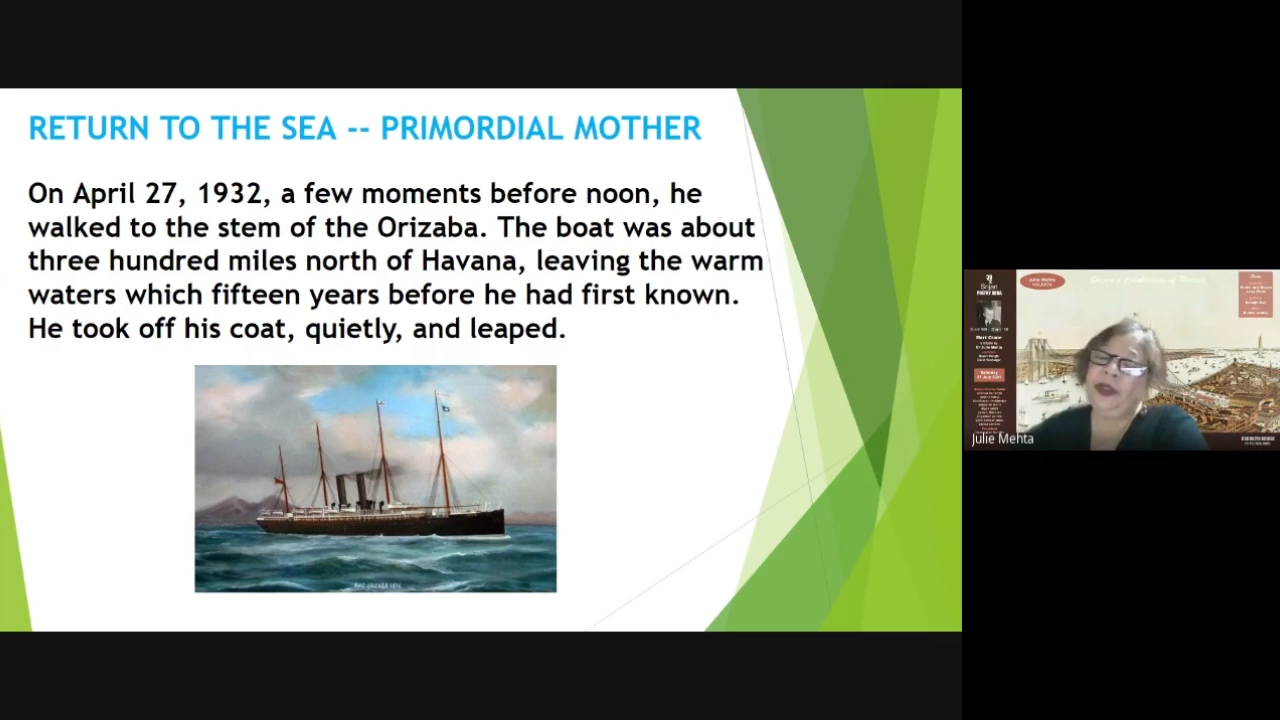 RETURN TO THE SEA -- PRIMORDIAL MOTHER
On April 27, 1932, a few moments before noon, he
walked to the stem of the Orizaba. The boat was about
three hundred miles north of Havana, leaving the warm
waters which fifteen years before he had first known.
He took off his coat, quietly, and leaped.
Julie Mehta